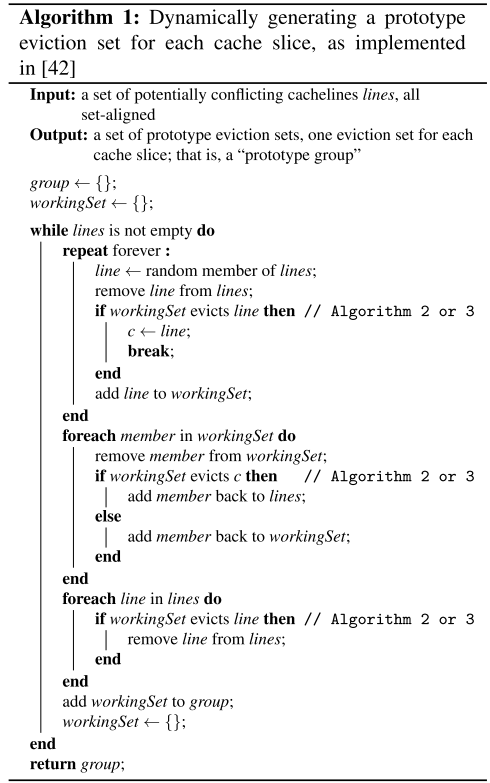 Algorithm 1: Dynamically generating a prototype
eviction set for each cache slice, as implemented
in [42]
Input: a set of potentially conflicting cachelines lines, all
set-aligned
Output: a set of prototype eviction sets, one eviction set for each
cache slice; that is, a “prototype group”
group ← {};
workingSet ← {};
while lines is not empty do
repeat forever :
line ← random member of lines;
remove line from lines;
if workingSet evicts line then // Algorithm 2 or 3
c ← line;
break;
end
add line to workingSet;
end
foreach member in workingSet do
remove member from workingSet;
if workingSet evicts c then // Algorithm 2 or 3
add member back to lines;
else
add member back to workingSet;
end
end
foreach line in lines do
if workingSet evicts line then // Algorithm 2 or 3
remove line from lines;
end
end
add workingSet to group;
workingSet ← {};
end
return group;